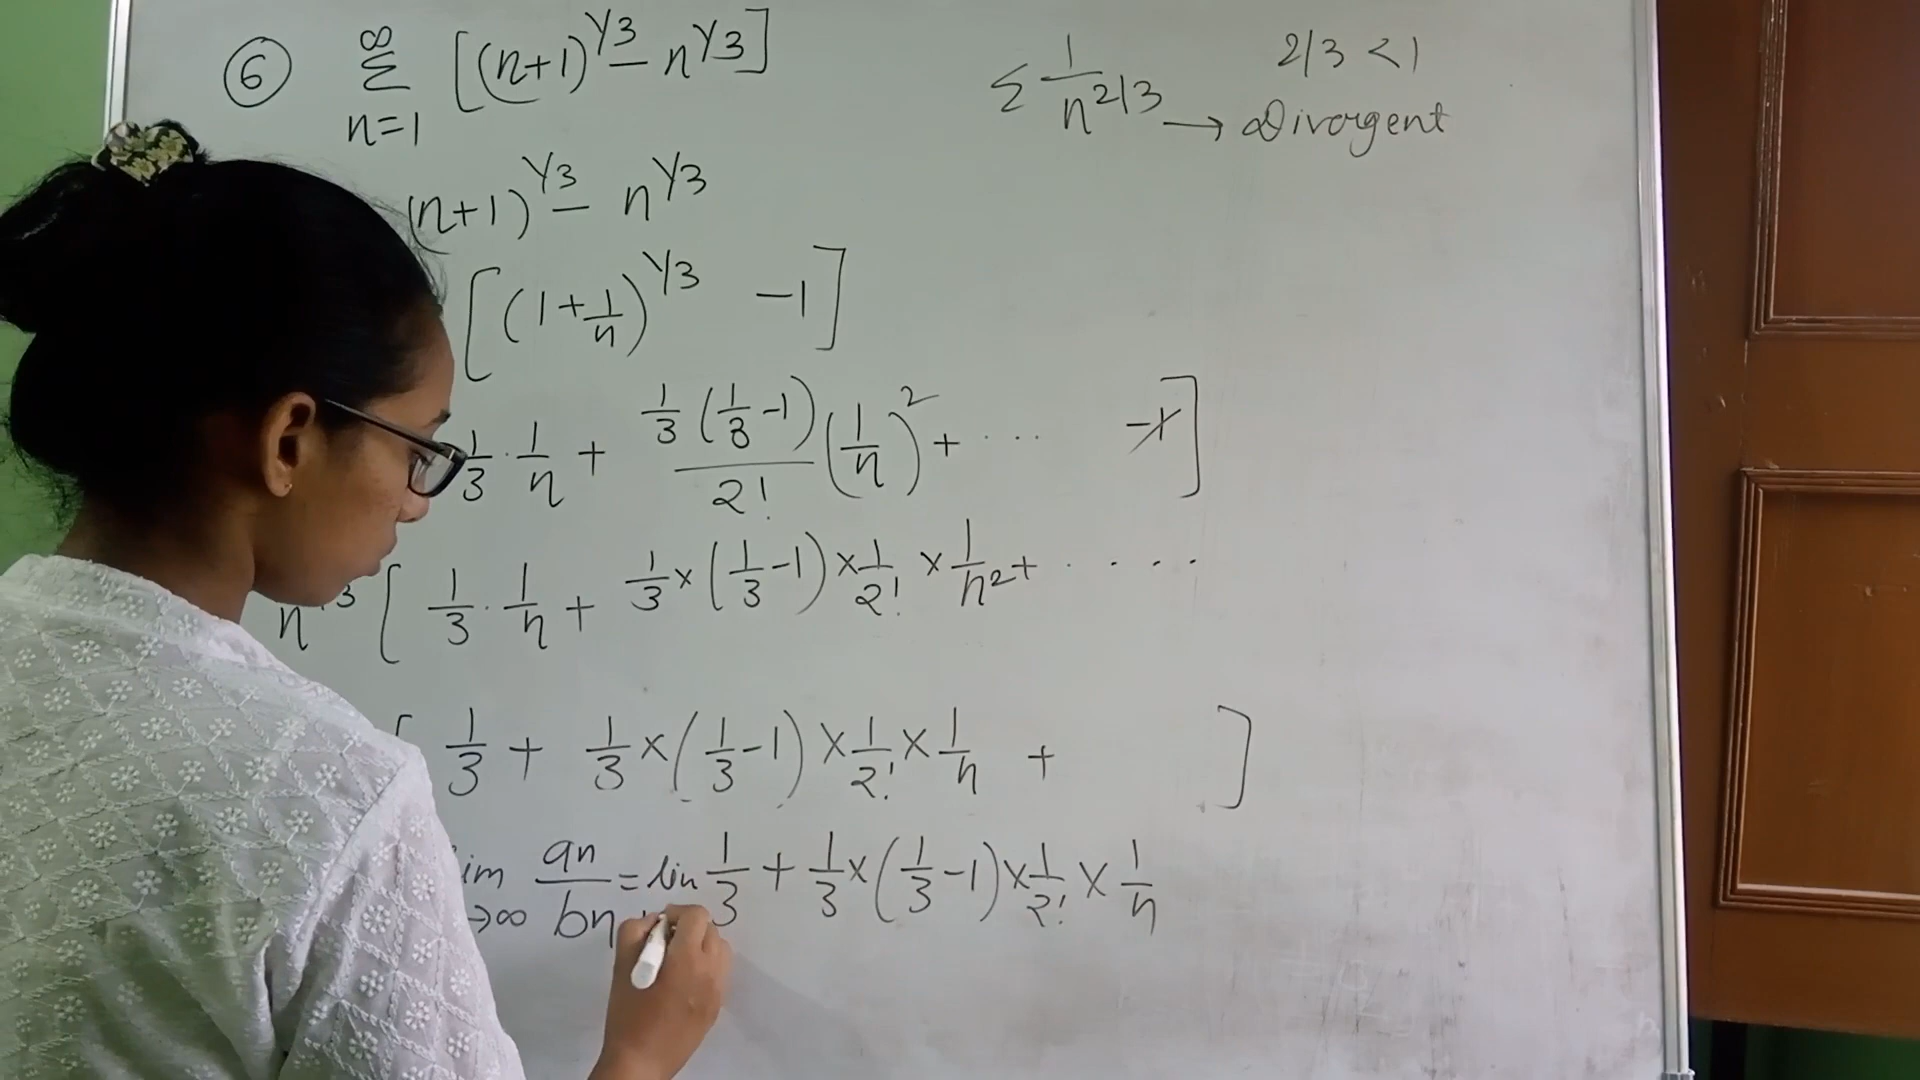 ⑥ ∞ Σ n=1 [(n+1)^1/3 − n^1/3]
(n+1)^1/3 − n^1/3
[(1+1/n)^1/3 −1]
1/3 · 1/n + 1/3(1/3−1)/2! (1/n)^2 + ... −1]
n [1/3 · 1/n + 1/3 × (1/3−1) × 1/2! × 1/n^2 + ....
[1/3 + 1/3 × (1/3−1) × 1/2! × 1/n + ]
an/bn = lin 1/3 + 1/3 × (1/3−1) × 1/2! × 1/n
→∞
Σ 1/n^2/3 → Divergent
2/3 < 1